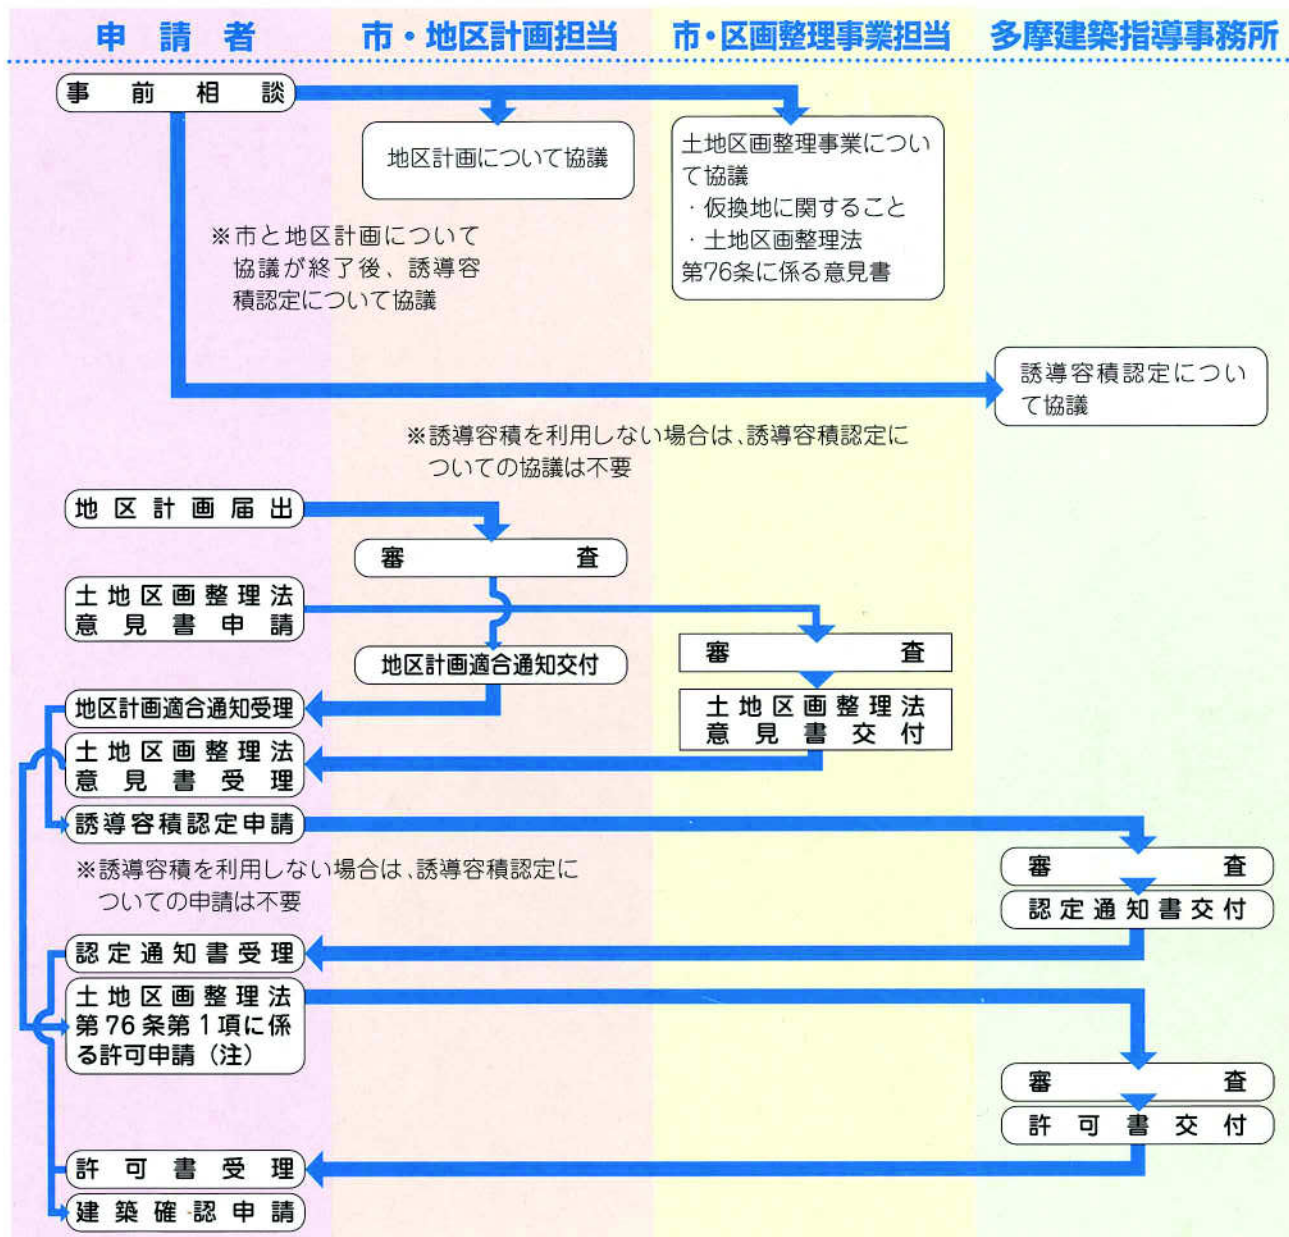 申請者
市・地区計画担当
市・区画整理事業担当
多摩建築指導事務所
事前相談
地区計画について協議
土地区画整理事業につい
て協議
・仮換地に関すること
・土地区画整理法
第76条に係る意見書
※市と地区計画について
協議が終了後、誘導容
積認定について協議
誘導容積認定につい
て協議
※誘導容積を利用しない場合は、誘導容積認定に
ついての協議は不要
地区計画届出
審査
土地区画整理法
意見書申請
審査
地区計画適合通知交付
地区計画適合通知受理
土地区画整理法
意見書交付
土地区画整理法
意見書受理
誘導容積認定申請
審査
※誘導容積を利用しない場合は、誘導容積認定に
ついての申請は不要
認定通知書交付
認定通知書受理
土地区画整理法
第76条第1項に係
る許可申請（注）
審査
許可書交付
許可書受理
建築確認申請